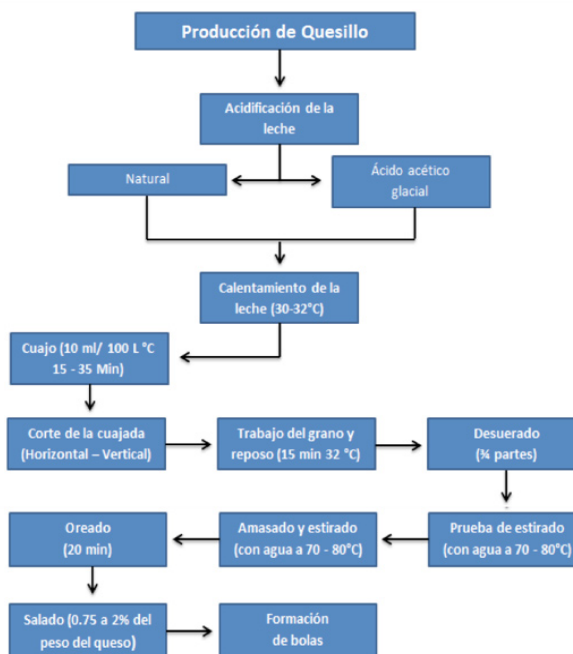 Producción de Quesillo
Acidificación de la
leche
Natural
Ácido acético
glacial
Calentamiento de la
leche (30-32°C)
Cuajo (10 ml/ 100 L °C
15 - 35 Min)
Corte de la cuajada
(Horizontal – Vertical)
Trabajo del grano y
reposo (15 min 32 °C)
Desuerado
(¾ partes)
Prueba de estirado
(con agua a 70 - 80°C)
Amasado y estirado
(con agua a 70 - 80°C)
Oreado
(20 min)
Salado (0.75 a 2% del
peso del queso)
Formación
de bolas